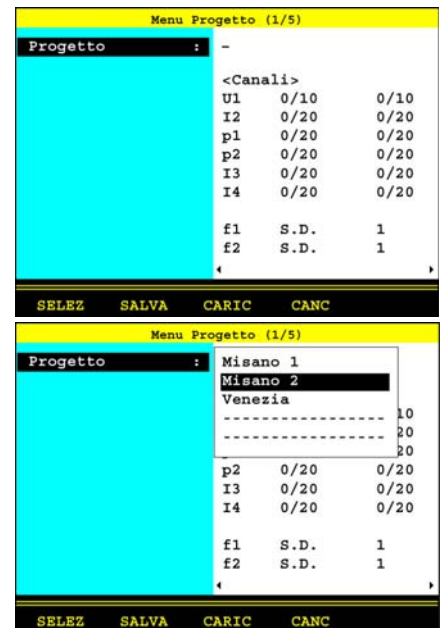 Menu Progetto (1/5)
Progetto : -
<Canali>
U1 0/10 0/10
I2 0/20 0/20
p1 0/20 0/20
p2 0/20 0/20
I3 0/20 0/20
I4 0/20 0/20
f1 S.D. 1
f2 S.D. 1
SELEZ SALVA CARIC CANC
Menu Progetto (1/5)
Progetto : Misano 1
Misano 2
Venezia
----------------- 10
----------------- 20
20
p2 0/20 0/20
I3 0/20 0/20
I4 0/20 0/20
f1 S.D. 1
f2 S.D. 1
SELEZ SALVA CARIC CANC